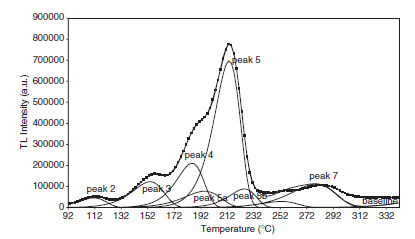 900000
800000
700000
600000
500000
400000
300000
200000
100000
0
TL Intensity (a.u.)
peak 5
peak 4
peak 2
peak 3
peak 5a
peak 5b
peak 7
baseline
92 112 132 152 172 192 212 232 252 272 292 312 332
Temperature (°C)